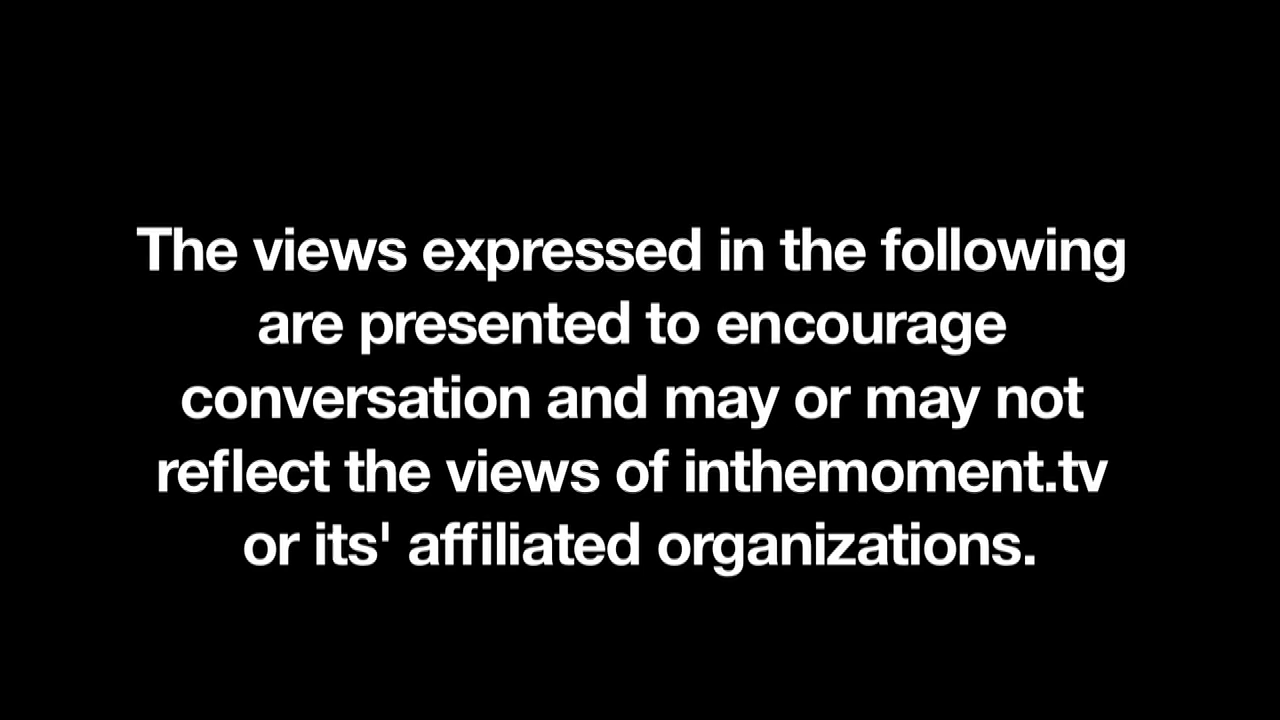 The views expressed in the following
are presented to encourage
conversation and may or may not
reflect the views of inthemoment.tv
or its' affiliated organizations.